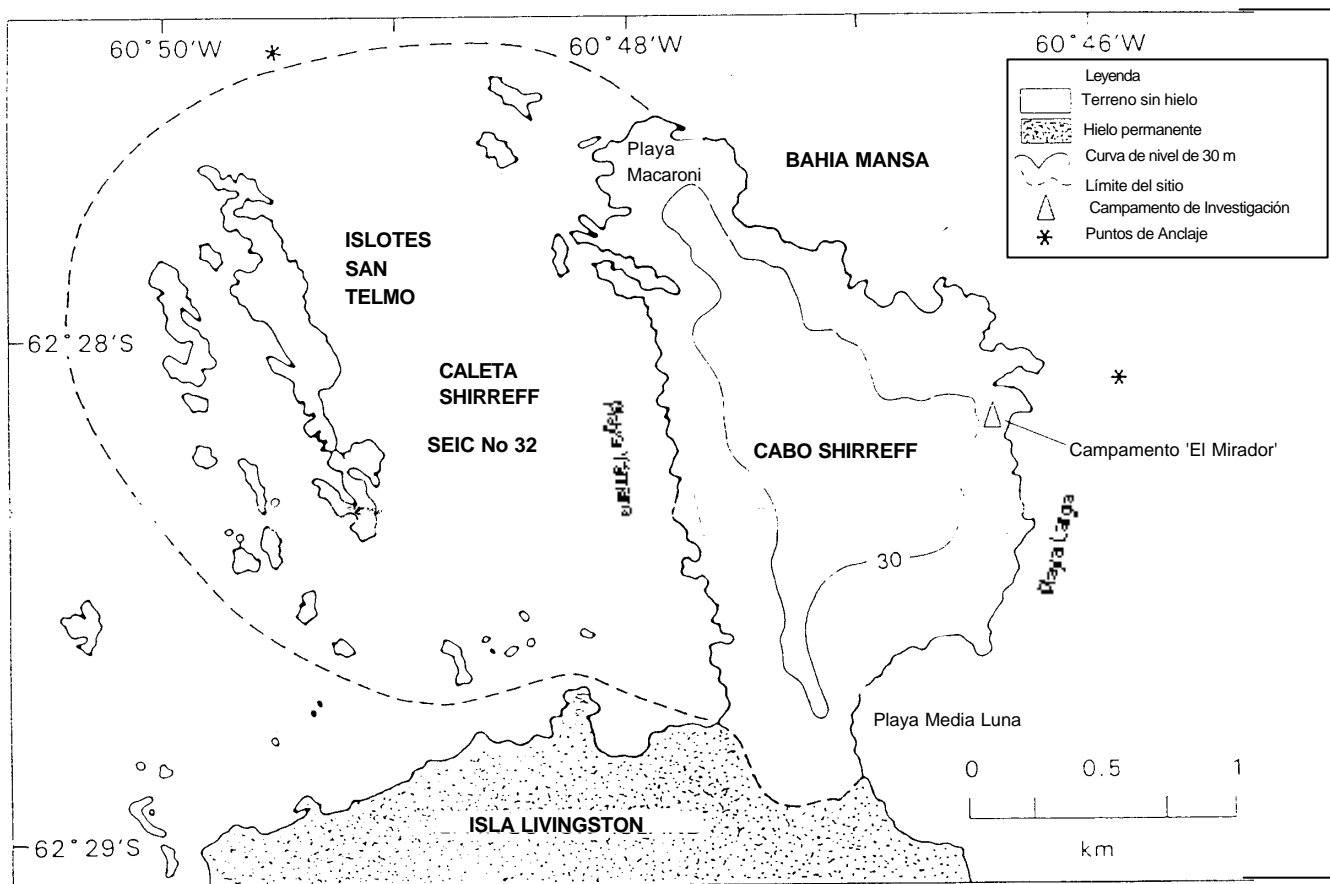 60°50'W
60°48'W
60°46'W
Leyenda
Terreno sin hielo
Hielo permanente
Curva de nivel de 30 m
Límite del sitio
Campamento de Investigación
Puntos de Anclaje
Playa
Macaroni
BAHIA MANSA
ISLOTES
SAN
TELMO
62°28'S
CALETA
SHIRREFF
SEIC No 32
CABO SHIRREFF
Campamento 'El Mirador'
Playa Larga
30
Playa Media Luna
0 0.5 1
km
ISLA LIVINGSTON
62°29'S